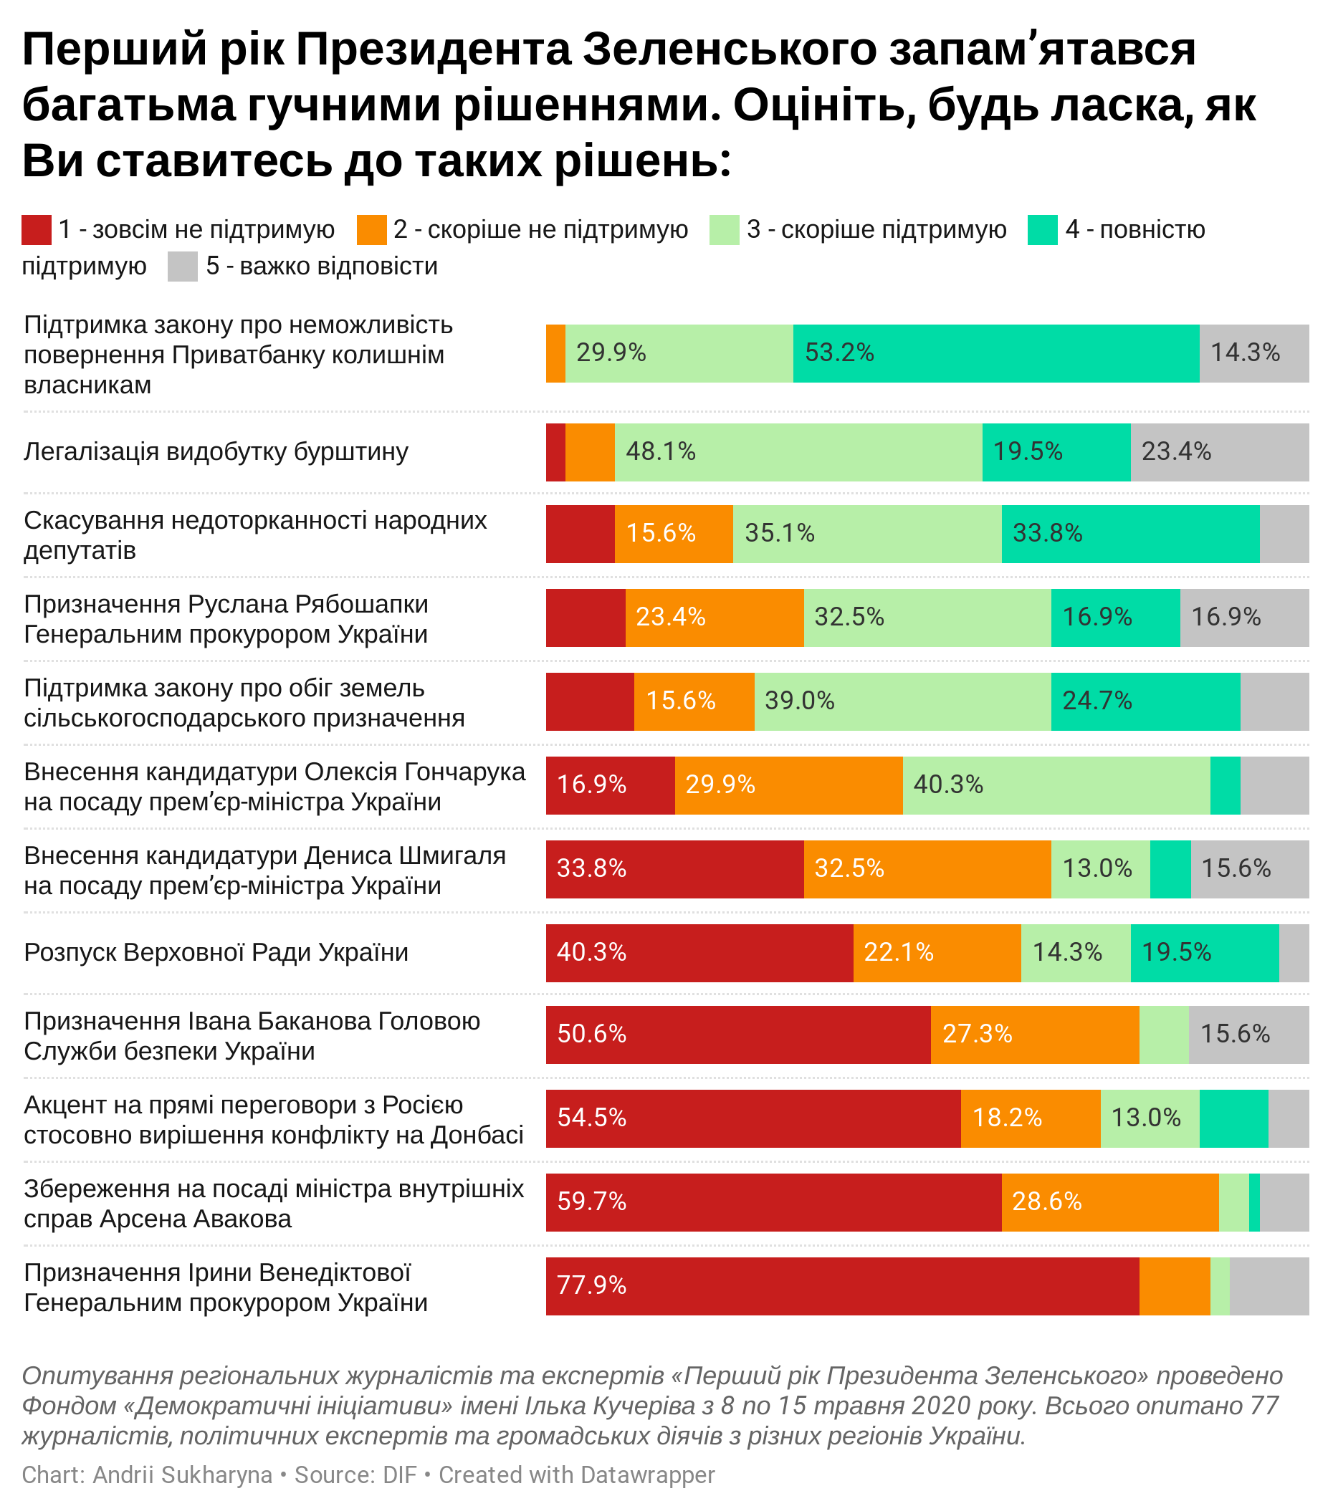 Перший рік Президента Зеленського запам’ятався
багатьма гучними рішеннями. Оцініть, будь ласка, як
Ви ставитесь до таких рішень:
1 - зовсім не підтримую 2 - скоріше не підтримую 3 - скоріше підтримую 4 - повністю
підтримую 5 - важко відповісти
Підтримка закону про неможливість
повернення Приватбанку колишнім
власникам
29.9% 53.2% 14.3%
Легалізація видобутку бурштину
48.1% 19.5% 23.4%
Скасування недоторканності народних
депутатів
15.6% 35.1% 33.8%
Призначення Руслана Рябошапки
Генеральним прокурором України
23.4% 32.5% 16.9% 16.9%
Підтримка закону про обіг земель
сільськогосподарського призначення
15.6% 39.0% 24.7%
Внесення кандидатури Олексія Гончарука
на посаду прем’єр-міністра України
16.9% 29.9% 40.3%
Внесення кандидатури Дениса Шмигаля
на посаду прем’єр-міністра України
33.8% 32.5% 13.0% 15.6%
Розпуск Верховної Ради України
40.3% 22.1% 14.3% 19.5%
Призначення Івана Баканова Головою
Служби безпеки України
50.6% 27.3% 15.6%
Акцент на прямі переговори з Росією
стосовно вирішення конфлікту на Донбасі
54.5% 18.2% 13.0%
Збереження на посаді міністра внутрішніх
справ Арсена Авакова
59.7% 28.6%
Призначення Ірини Венедіктової
Генеральним прокурором України
77.9%
Опитування регіональних журналістів та експертів «Перший рік Президента Зеленського» проведено
Фондом «Демократичні ініціативи» імені Ілька Кучеріва з 8 по 15 травня 2020 року. Всього опитано 77
журналістів, політичних експертів та громадських діячів з різних регіонів України.
Chart: Andrii Sukharyna • Source: DIF • Created with Datawrapper